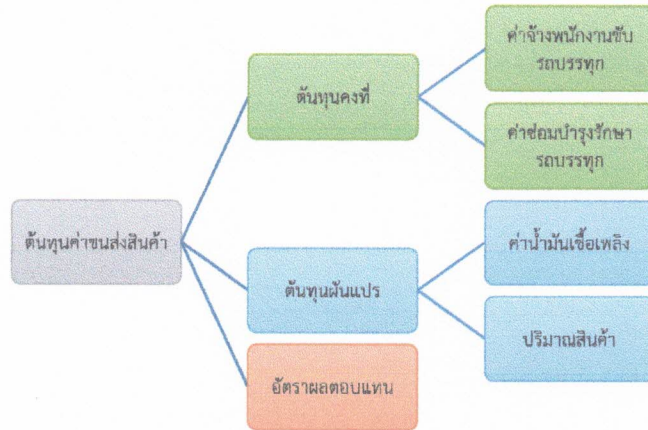 ค่าจ้างพนักงานขับ
รถบรรทุก
ต้นทุนคงที่
ค่าซ่อมบำรุงรักษา
รถบรรทุก
ต้นทุนค่าขนส่งสินค้า
ค่าน้ำมันเชื้อเพลิง
ต้นทุนผันแปร
ปริมาณสินค้า
อัตราผลตอบแทน